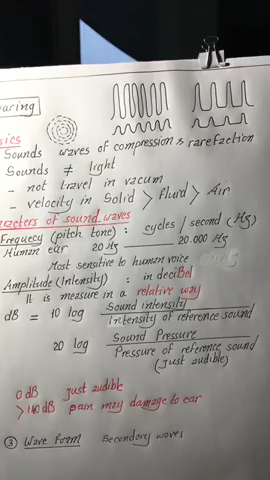 earing
sics
Sounds waves of compression & rarefaction
Sounds ≠ light
- not travel in vacum
- velocity in Solid > Fluid > Air
eracters of sound waves
Frequecy (pitch tone) : cycles / second (Hz)
Human ear 20 Hz ——— 20.000 Hz
Most sensitive to human voice
Amplitude (Intensity) : in deciBel
It is measure in a relative way
dB = 10 log Sound intensity / Intensity of reference sound
20 log Sound Pressure / Pressure of reference sound
(Just audible)
0 dB Just audible
> 140 dB pain may damage to ear
③ Wave Form Secondary waves